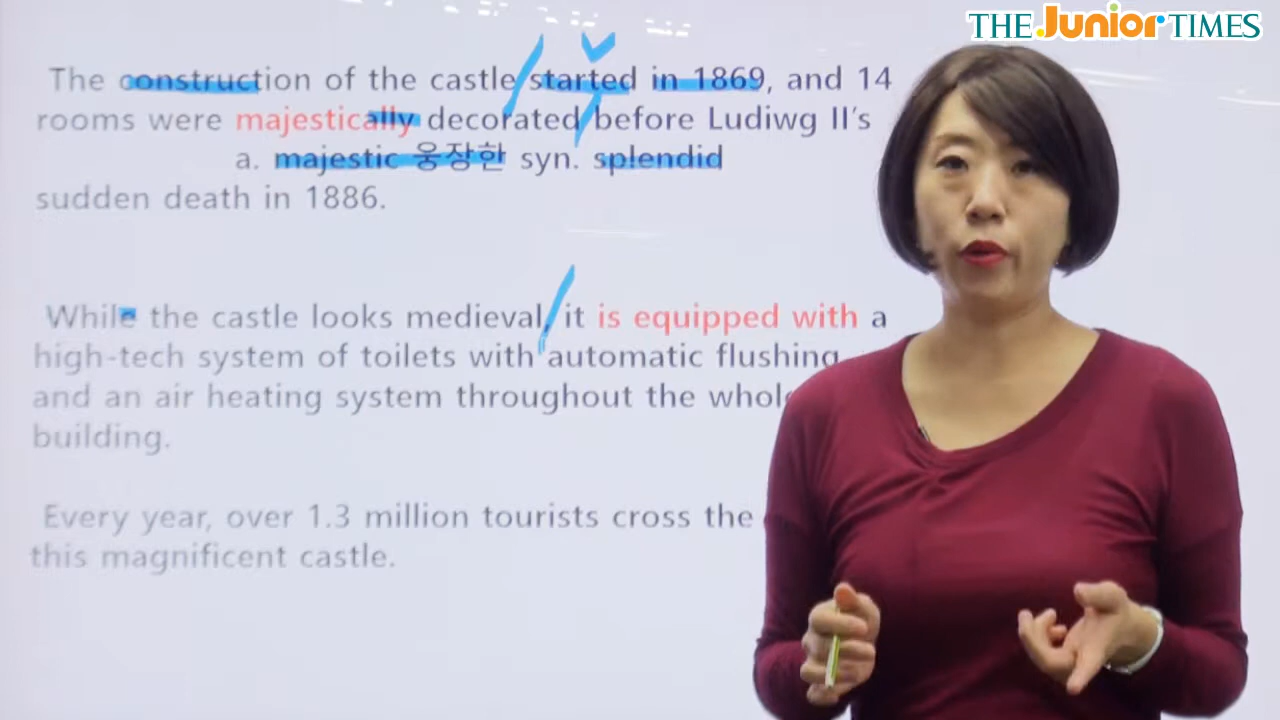 THE Junior TIMES
The construction of the castle started in 1869, and 14
rooms were majestically decorated before Ludiwg II's
a. majestic 웅장한 syn. splendid
sudden death in 1886.
While the castle looks medieval, it is equipped with a
high-tech system of toilets with automatic flushing
and an air heating system throughout the whole
building.
Every year, over 1.3 million tourists cross the
this magnificent castle.